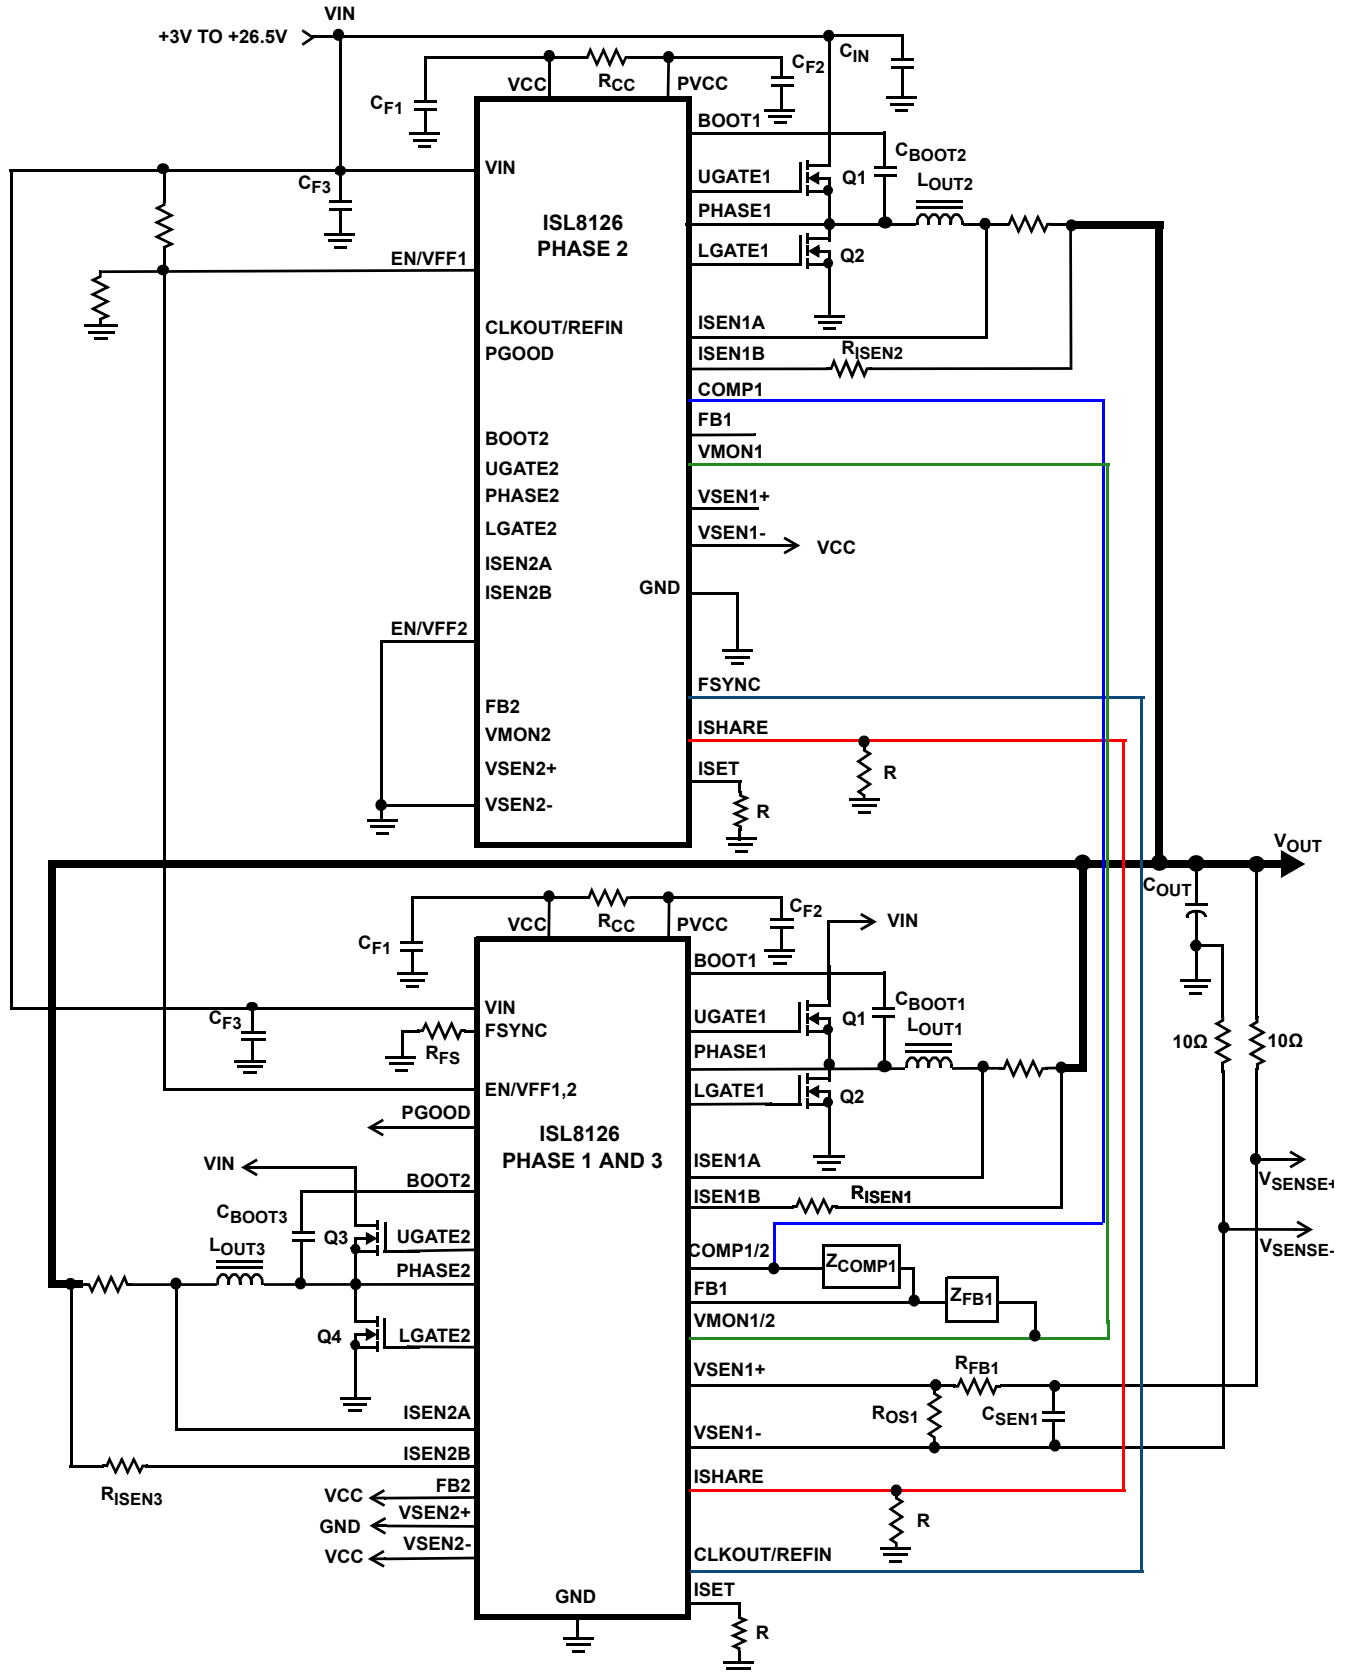 VIN
+3V TO +26.5V
CIN
CF2
RCC
VCC
PVCC
CF1
BOOT1
CBOOT2
LOUT2
VIN
UGATE1
Q1
CF3
PHASE1
ISL8126
PHASE 2
EN/VFF1
LGATE1
Q2
CLKOUT/REFIN
ISEN1A
PGOOD
ISEN1B
RISEN2
COMP1
FB1
BOOT2
VMON1
UGATE2
PHASE2
VSEN1+
LGATE2
VSEN1-
VCC
ISEN2A
ISEN2B
GND
EN/VFF2
FSYNC
FB2
ISHARE
VMON2
VSEN2+
ISET
R
VSEN2-
R
VOUT
COUT
CF2
RCC
VCC
PVCC
VIN
CF1
BOOT1
CBOOT1
LOUT1
VIN
UGATE1
Q1
CF3
FSYNC
RFS
PHASE1
10Ω
10Ω
EN/VFF1,2
LGATE1
Q2
PGOOD
ISL8126
PHASE 1 AND 3
VIN
ISEN1A
BOOT2
VSENSE+
ISEN1B
RISEN1
CBOOT3
Q3
UGATE2
LOUT3
COMP1/2
VSENSE-
ZCOMP1
PHASE2
FB1
ZFB1
VMON1/2
Q4
LGATE2
VSEN1+
RFB1
ISEN2A
ROS1
CSEN1
VSEN1-
ISEN2B
ISHARE
RISEN3
FB2
VCC
VSEN2+
GND
R
VSEN2-
VCC
CLKOUT/REFIN
GND
ISET
R